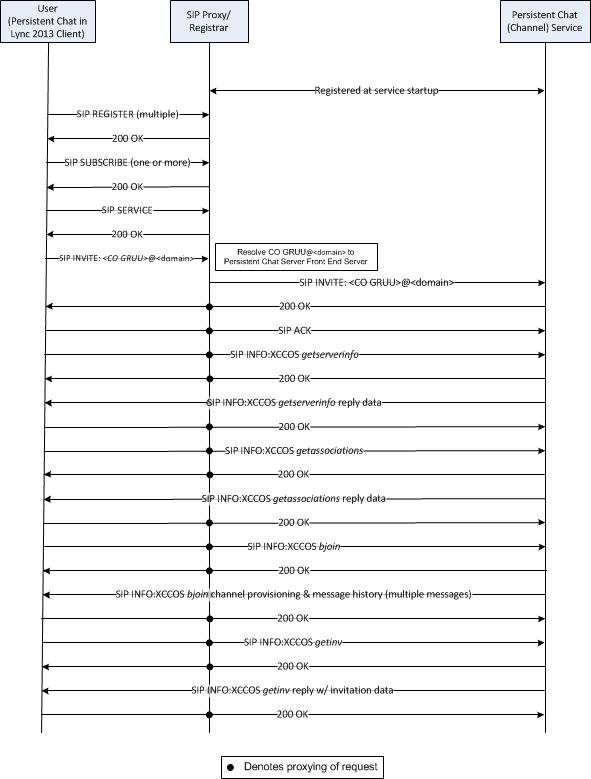 User
(Persistent Chat in
Lync 2013 Client)
SIP Proxy/
Registrar
Persistent Chat
(Channel) Service
Registered at service startup
SIP REGISTER (multiple)
200 OK
SIP SUBSCRIBE (one or more)
200 OK
SIP SERVICE
200 OK
SIP INVITE: <CO GRUU>@<domain>
Resolve CO GRUU@<domain> to
Persistent Chat Server Front End Server
SIP INVITE: <CO GRUU>@<domain>
200 OK
SIP ACK
SIP INFO:XCCOS getserverinfo
200 OK
SIP INFO:XCCOS getserverinfo reply data
200 OK
SIP INFO:XCCOS getassociations
200 OK
SIP INFO:XCCOS getassociations reply data
200 OK
SIP INFO:XCCOS bjoin
200 OK
SIP INFO:XCCOS bjoin channel provisioning & message history (multiple messages)
200 OK
SIP INFO:XCCOS getinv
200 OK
SIP INFO:XCCOS getinv reply w/ invitation data
200 OK
Denotes proxying of request